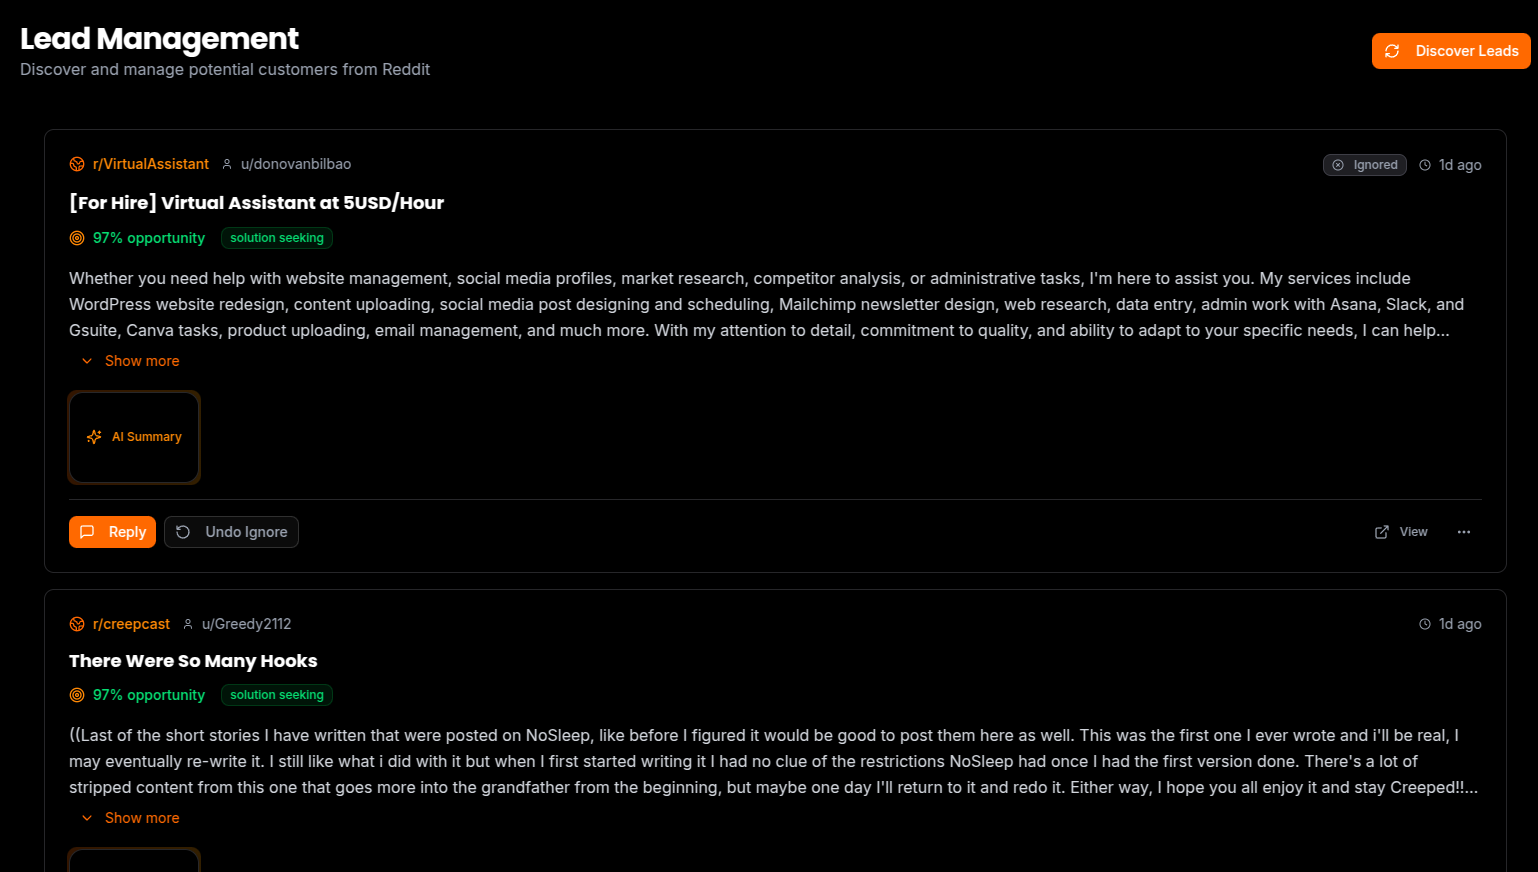 Lead Management
Discover and manage potential customers from Reddit
Discover Leads
r/VirtualAssistant u/donovanbilbao
Ignored 1d ago
[For Hire] Virtual Assistant at 5USD/Hour
97% opportunity solution seeking
Whether you need help with website management, social media profiles, market research, competitor analysis, or administrative tasks, I'm here to assist you. My services include
WordPress website redesign, content uploading, social media post designing and scheduling, Mailchimp newsletter design, web research, data entry, admin work with Asana, Slack, and
Gsuite, Canva tasks, product uploading, email management, and much more. With my attention to detail, commitment to quality, and ability to adapt to your specific needs, I can help...
Show more
AI Summary
Reply Undo Ignore View
r/creepcast u/Greedy2112 1d ago
There Were So Many Hooks
97% opportunity solution seeking
((Last of the short stories I have written that were posted on NoSleep, like before I figured it would be good to post them here as well. This was the first one I ever wrote and i'll be real, I
may eventually re-write it. I still like what i did with it but when I first started writing it I had no clue of the restrictions NoSleep had once I had the first version done. There's a lot of
stripped content from this one that goes more into the grandfather from the beginning, but maybe one day I'll return to it and redo it. Either way, I hope you all enjoy it and stay Creeped!!...
Show more